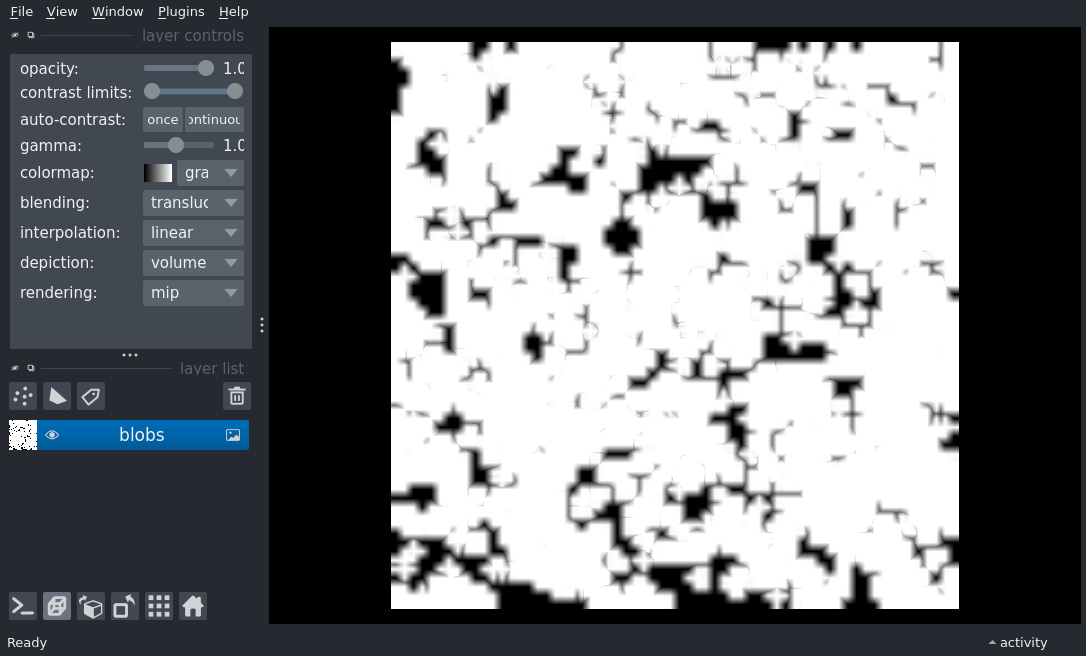 File View Window Plugins Help
layer controls
opacity: 1.0
contrast limits:
auto-contrast: once ontinuou
gamma: 1.0
colormap: gra
blending: transluc
interpolation: linear
depiction: volume
rendering: mip
layer list
blobs
Ready
activity